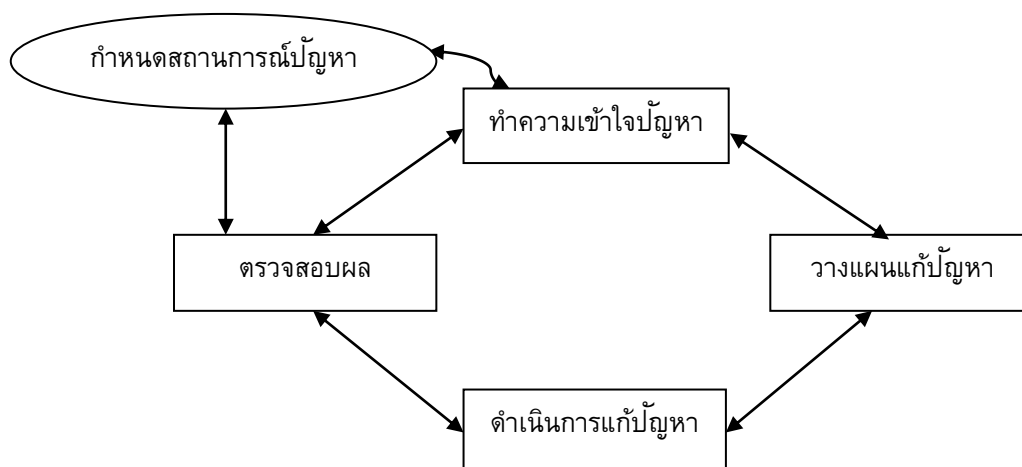 กำหนดสถานการณ์ปัญหา
ทำความเข้าใจปัญหา
ตรวจสอบผล
วางแผนแก้ปัญหา
ดำเนินการแก้ปัญหา